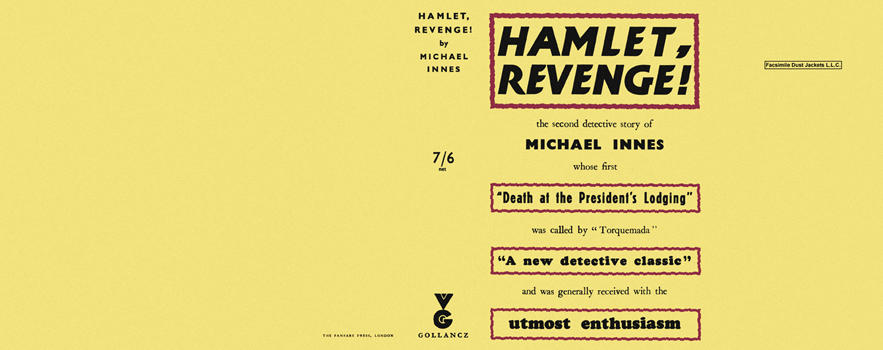 THE FANFARE PRESS, LONDON
HAMLET,
REVENGE!
by
MICHAEL
INNES
7/6
net
VG
GOLLANCZ
HAMLET,
REVENGE!
the second detective story of
MICHAEL INNES
whose first
"Death at the President's Lodging"
was called by "Torquemada"
"A new detective classic"
and was generally received with the
utmost enthusiasm
Facsimile Dust Jackets L.L.C.